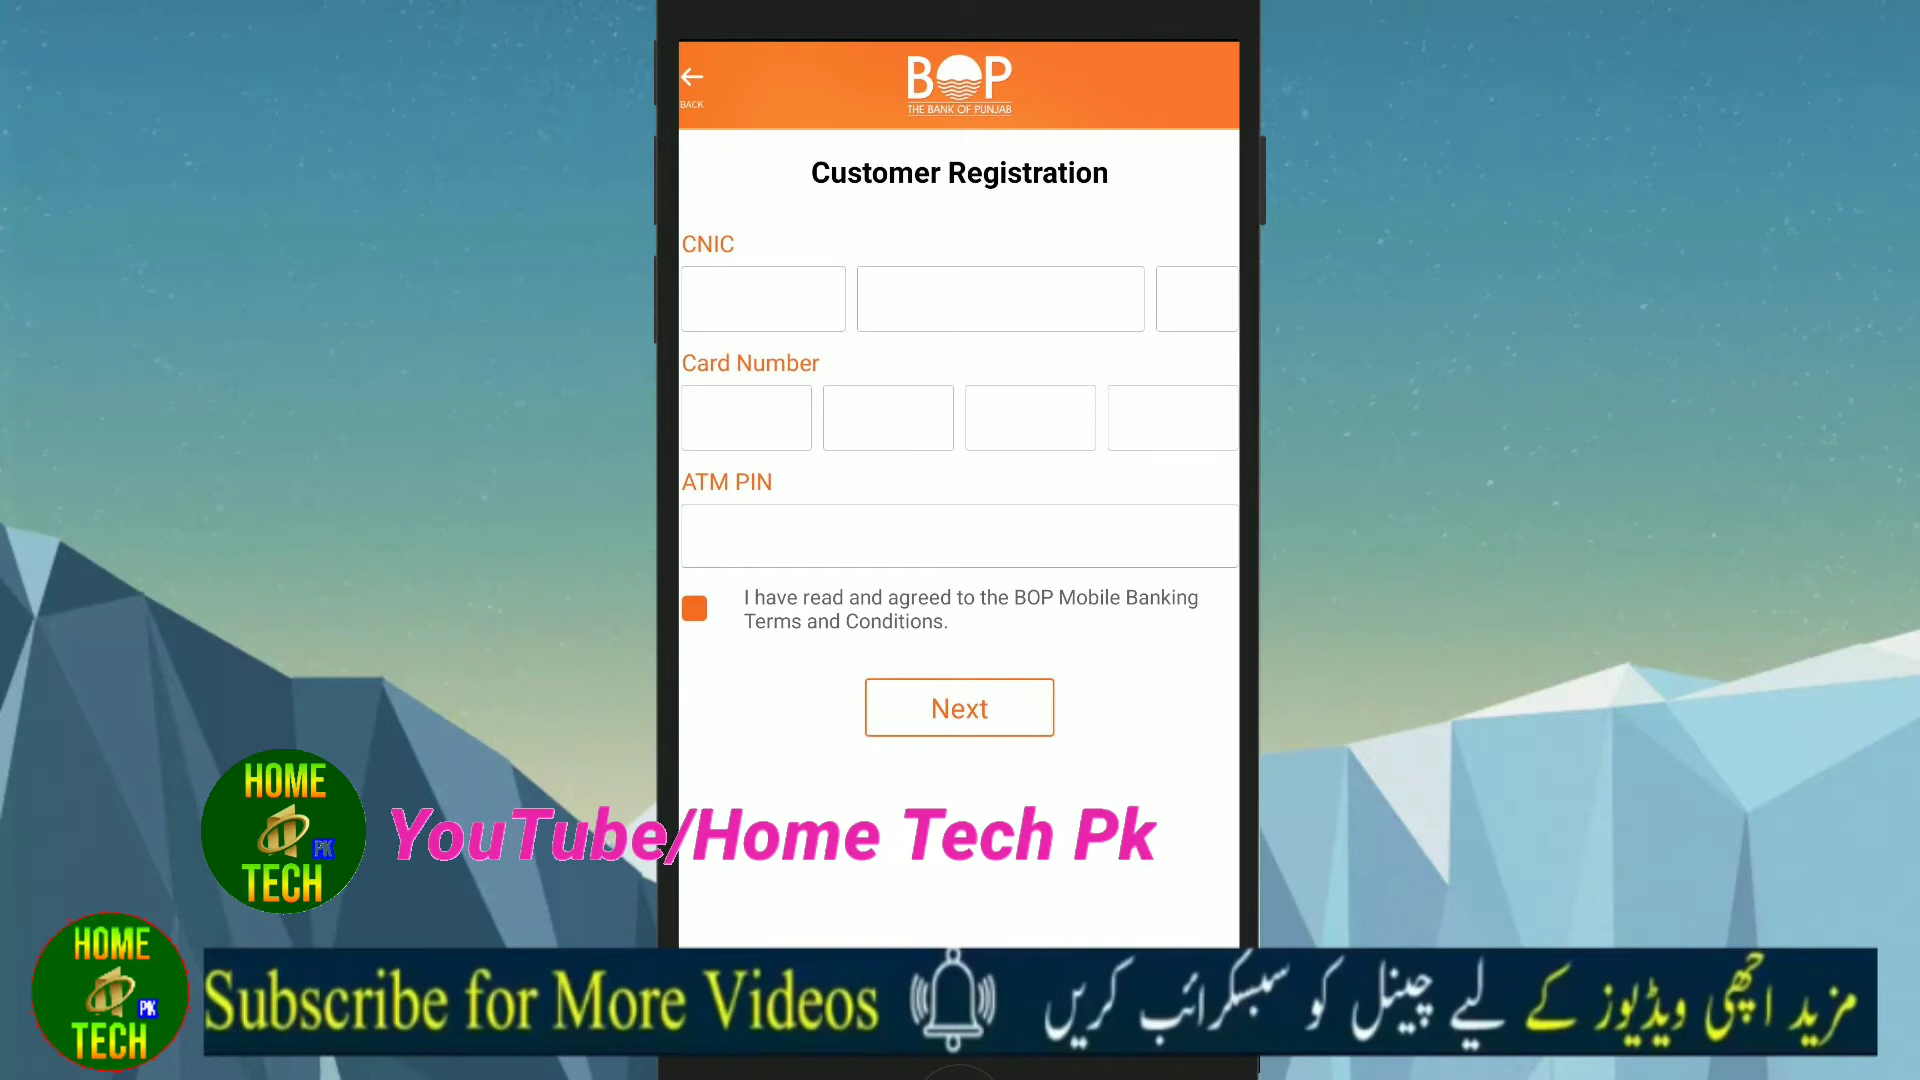 BACK
BOP
THE BANK OF PUNJAB
Customer Registration
CNIC
Card Number
ATM PIN
I have read and agreed to the BOP Mobile Banking
Terms and Conditions.
Next
HOME
PK
TECH
YouTube/Home Tech Pk
HOME
PK
TECH
Subscribe for More Videos
مزید اچھی ویڈیوز کے لیے چینل کو سبسکرائب کریں